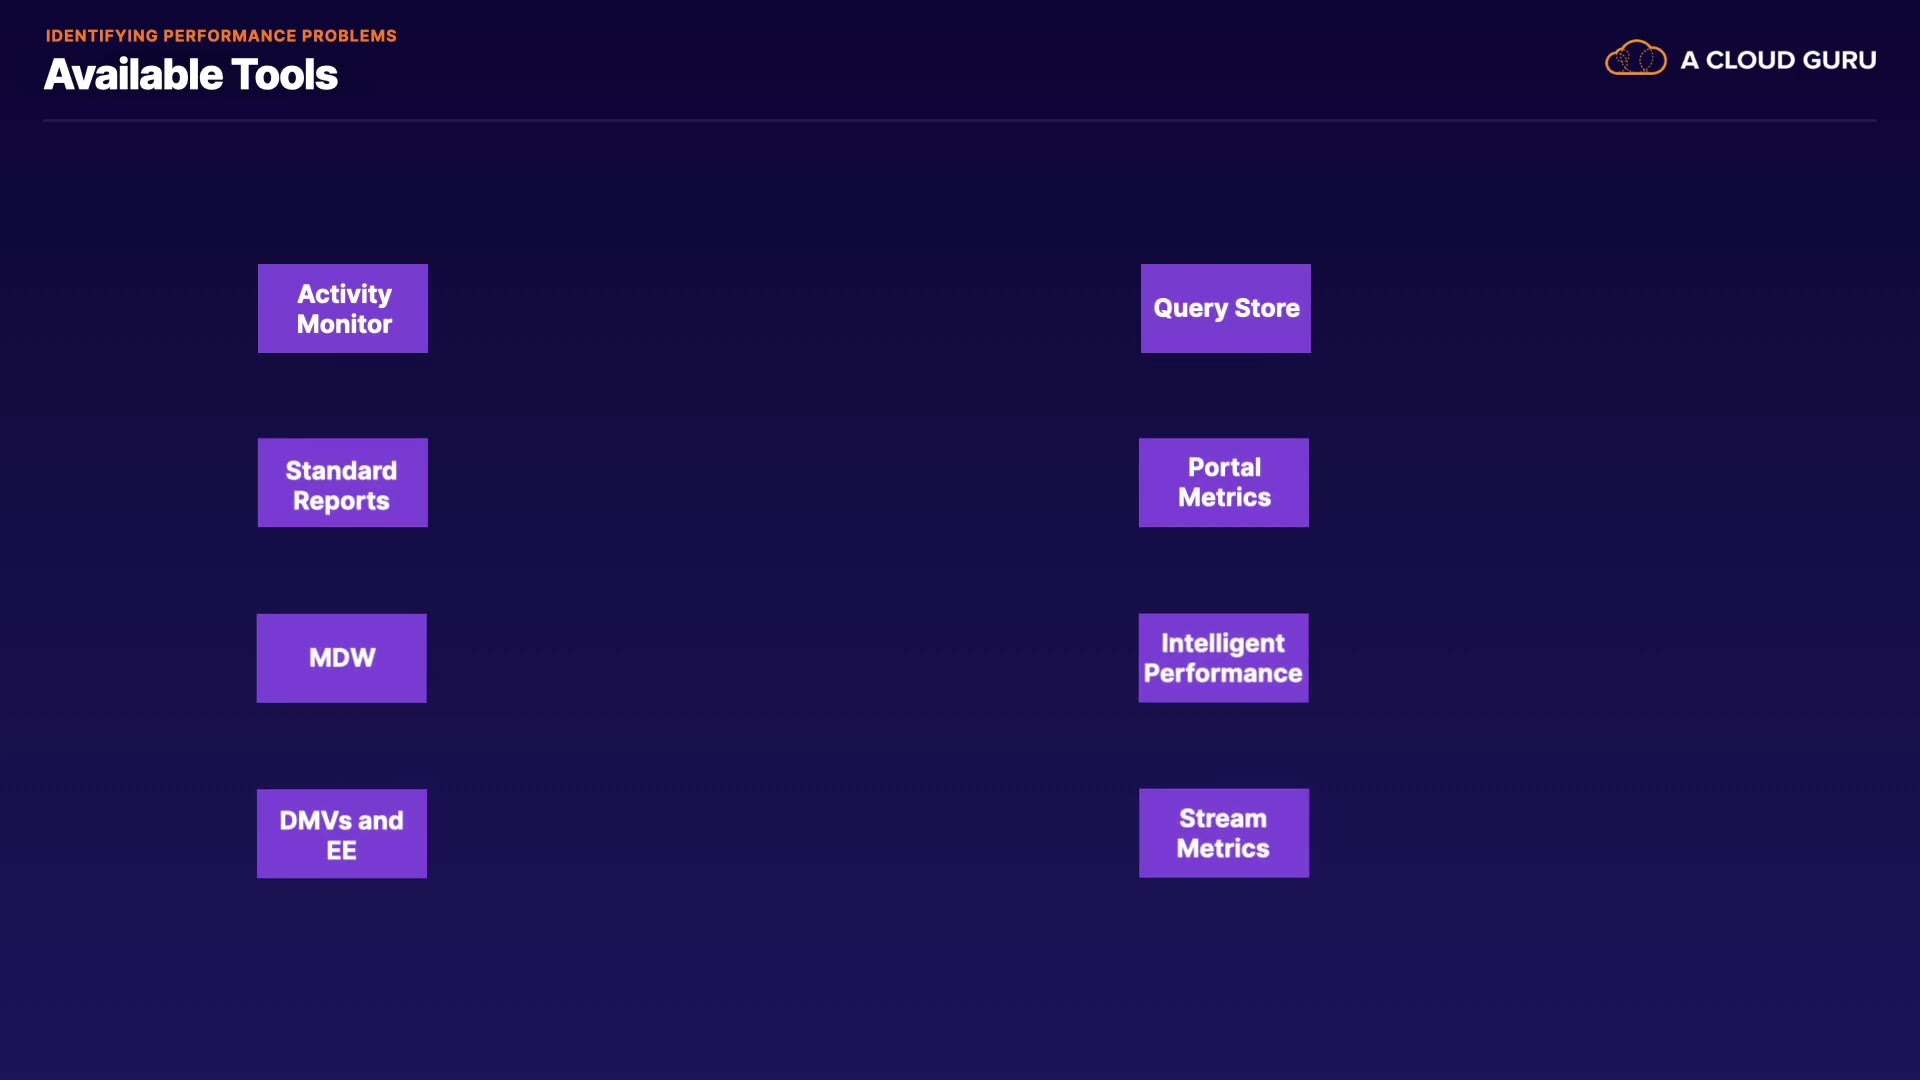 IDENTIFYING PERFORMANCE PROBLEMS
Available Tools
A CLOUD GURU
Activity
Monitor
Query Store
Standard
Reports
Portal
Metrics
MDW
Intelligent
Performance
DMVs and
EE
Stream
Metrics